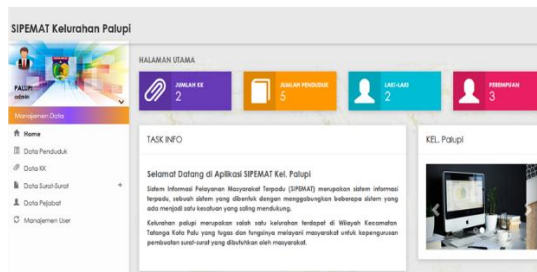 SIPEMAT Kelurahan Palupi
PALUPI
admin
Manajemen Data
Home
Data Penduduk
Data KK
Data Surat-Surat +
Data Pejabat
Manajemen User
HALAMAN UTAMA
JUMLAH KK
2
JUMLAH PENDUDUK
5
LAKI-LAKI
2
PEREMPUAN
3
TASK INFO
Selamat Datang di Aplikasi SIPEMAT Kel. Palupi
Sistem Informasi Pelayanan Masyarakat Terpadu (SIPEMAT) merupakan sistem informasi
terpadu, sebuah sistem yang dibentuk dengan menggabungkan beberapa sistem yang
ada menjadi satu kesatuan yang saling mendukung.
Kelurahan palupi merupakan salah satu kelurahan terdapat di Wilayah Kecamatan
Tatanga Kota Palu yang tugas dan fungsinya melayani masyarakat untuk kepengurusan
pembuatan surat-surat yang dibutuhkan oleh masyarakat.
KEL. Palupi